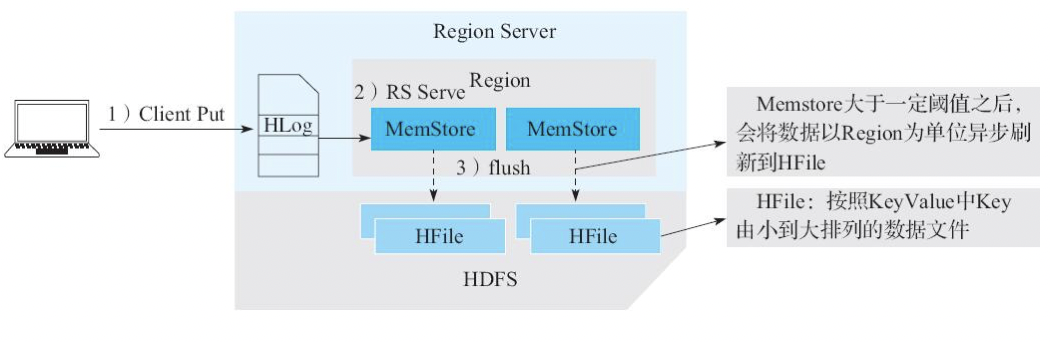 Region Server
Region
2）RS Serve
1）Client Put
HLog
MemStore
MemStore
3）flush
HFile
HFile
HDFS
Memstore大于一定阈值之后，
会将数据以Region为单位异步刷
新到HFile
HFile：按照KeyValue中Key
由小到大排列的数据文件